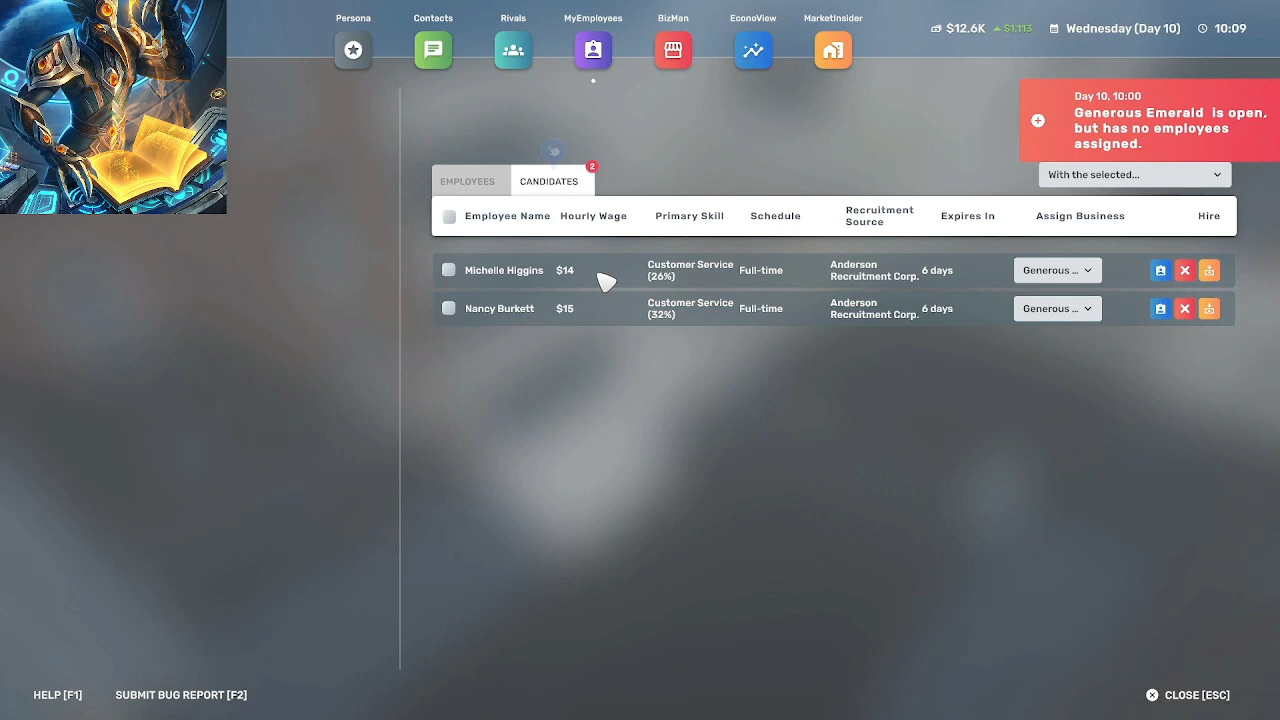 Persona Contacts Rivals MyEmployees BizMan EconoView MarketInsider
$12.6K $1,113 Wednesday (Day 10) 10:09
Day 10, 10:00
Generous Emerald is open,
but has no employees
assigned.
With the selected...
EMPLOYEES CANDIDATES 2
Employee Name Hourly Wage Primary Skill Schedule Recruitment Source Expires In Assign Business Hire
Michelle Higgins $14 Customer Service (26%) Full-time Anderson Recruitment Corp. 6 days Generous ...
Nancy Burkett $15 Customer Service (32%) Full-time Anderson Recruitment Corp. 6 days Generous ...
HELP [F1] SUBMIT BUG REPORT [F2] CLOSE [ESC]